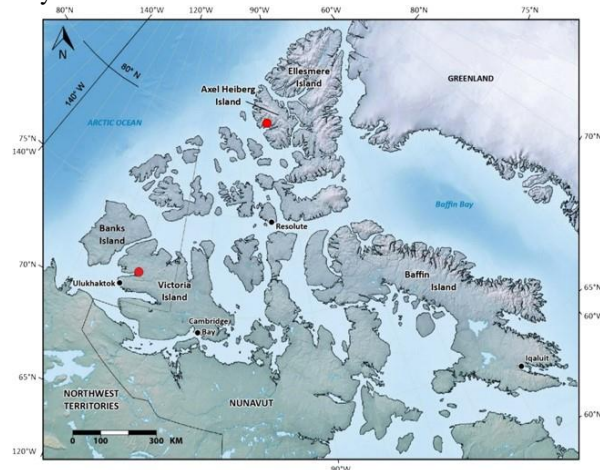 80°N
140°W
120°W
90°W
60°W
80°N
75°N
N
80° N
140° W
Ellesmere
Island
GREENLAND
Axel Heiberg
Island
ARCTIC OCEAN
75°N
140°W
70°N
Baffin Bay
Resolute
Banks
Island
70°N
Ulukhaktok
Victoria
Island
Baffin
Island
65°N
60°W
Cambridge
Bay
Iqaluit
65°N
NORTHWEST
TERRITORIES
NUNAVUT
60°N
0 100 300 KM
120°W
90°W